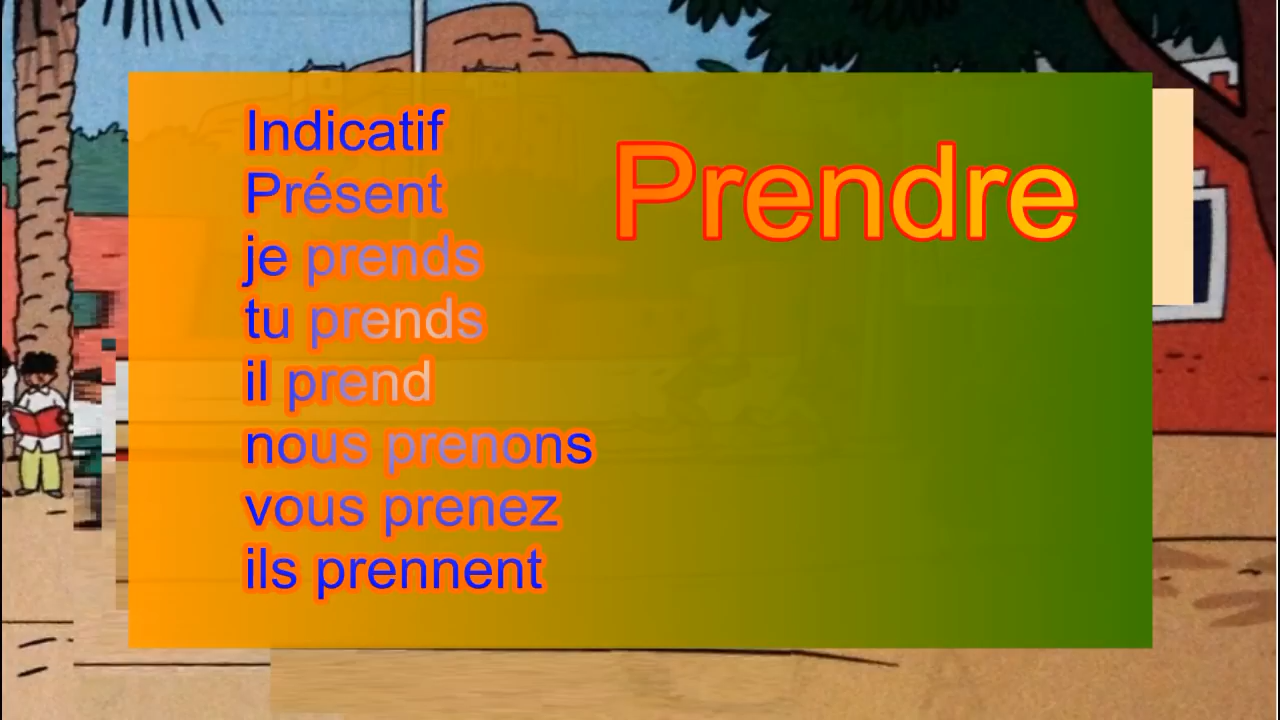 Indicatif
Présent
je prends
tu prends
il prend
nous prenons
vous prenez
ils prennent
Prendre